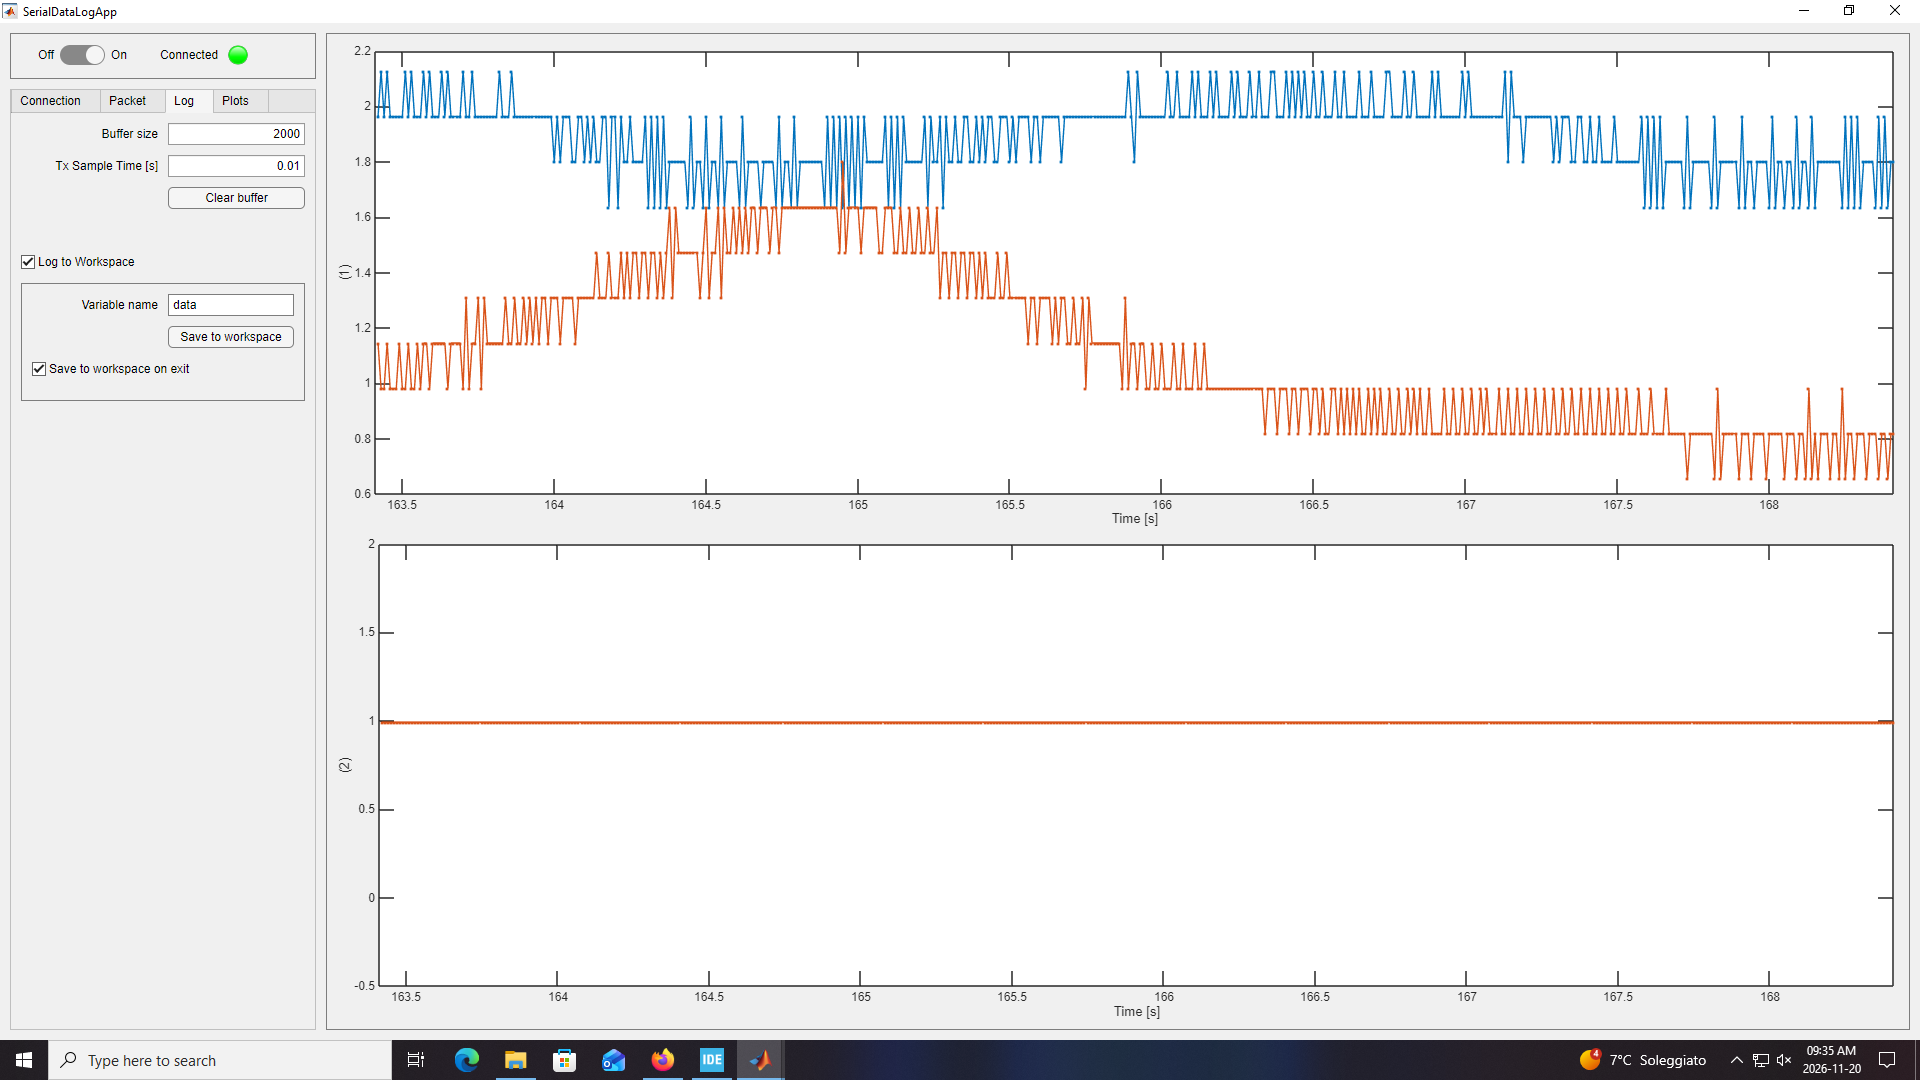 SerialDataLogApp
Off On Connected
Connection Packet Log Plots
Buffer size 2000
Tx Sample Time [s] 0.01
Clear buffer
Log to Workspace
Variable name data
Save to workspace
Save to workspace on exit
2.2
2
1.8
1.6
1.4
1.2
1
0.8
0.6
(1)
163.5 164 164.5 165 165.5 166 166.5 167 167.5 168
Time [s]
2
1.5
1
0.5
0
-0.5
(2)
163.5 164 164.5 165 165.5 166 166.5 167 167.5 168
Time [s]
Type here to search
IDE
4
7°C Soleggiato
09:35 AM
2026-11-20